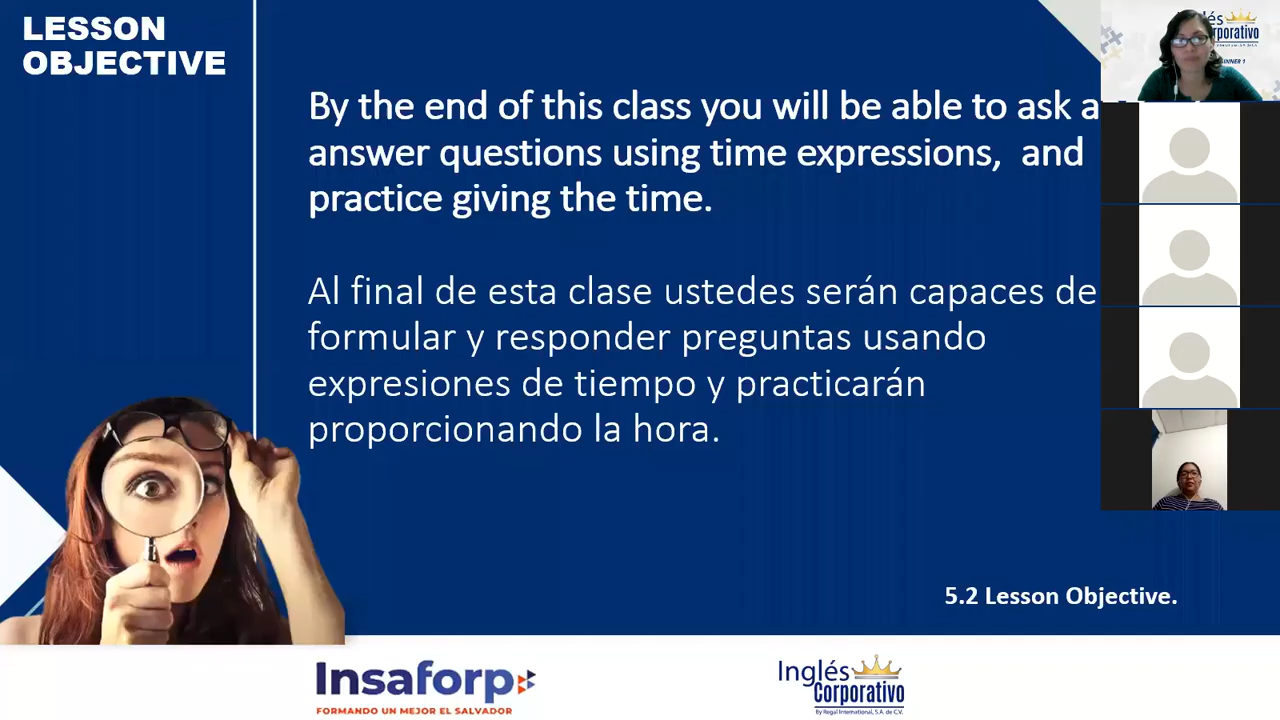 LESSON
OBJECTIVE
By the end of this class you will be able to ask a
answer questions using time expressions, and
practice giving the time.
Al final de esta clase ustedes serán capaces de
formular y responder preguntas usando
expresiones de tiempo y practicarán
proporcionando la hora.
5.2 Lesson Objective.
Insaforp
FORMANDO UN MEJOR EL SALVADOR
Inglés
Corporativo
By Regal International, S.A. de C.V.